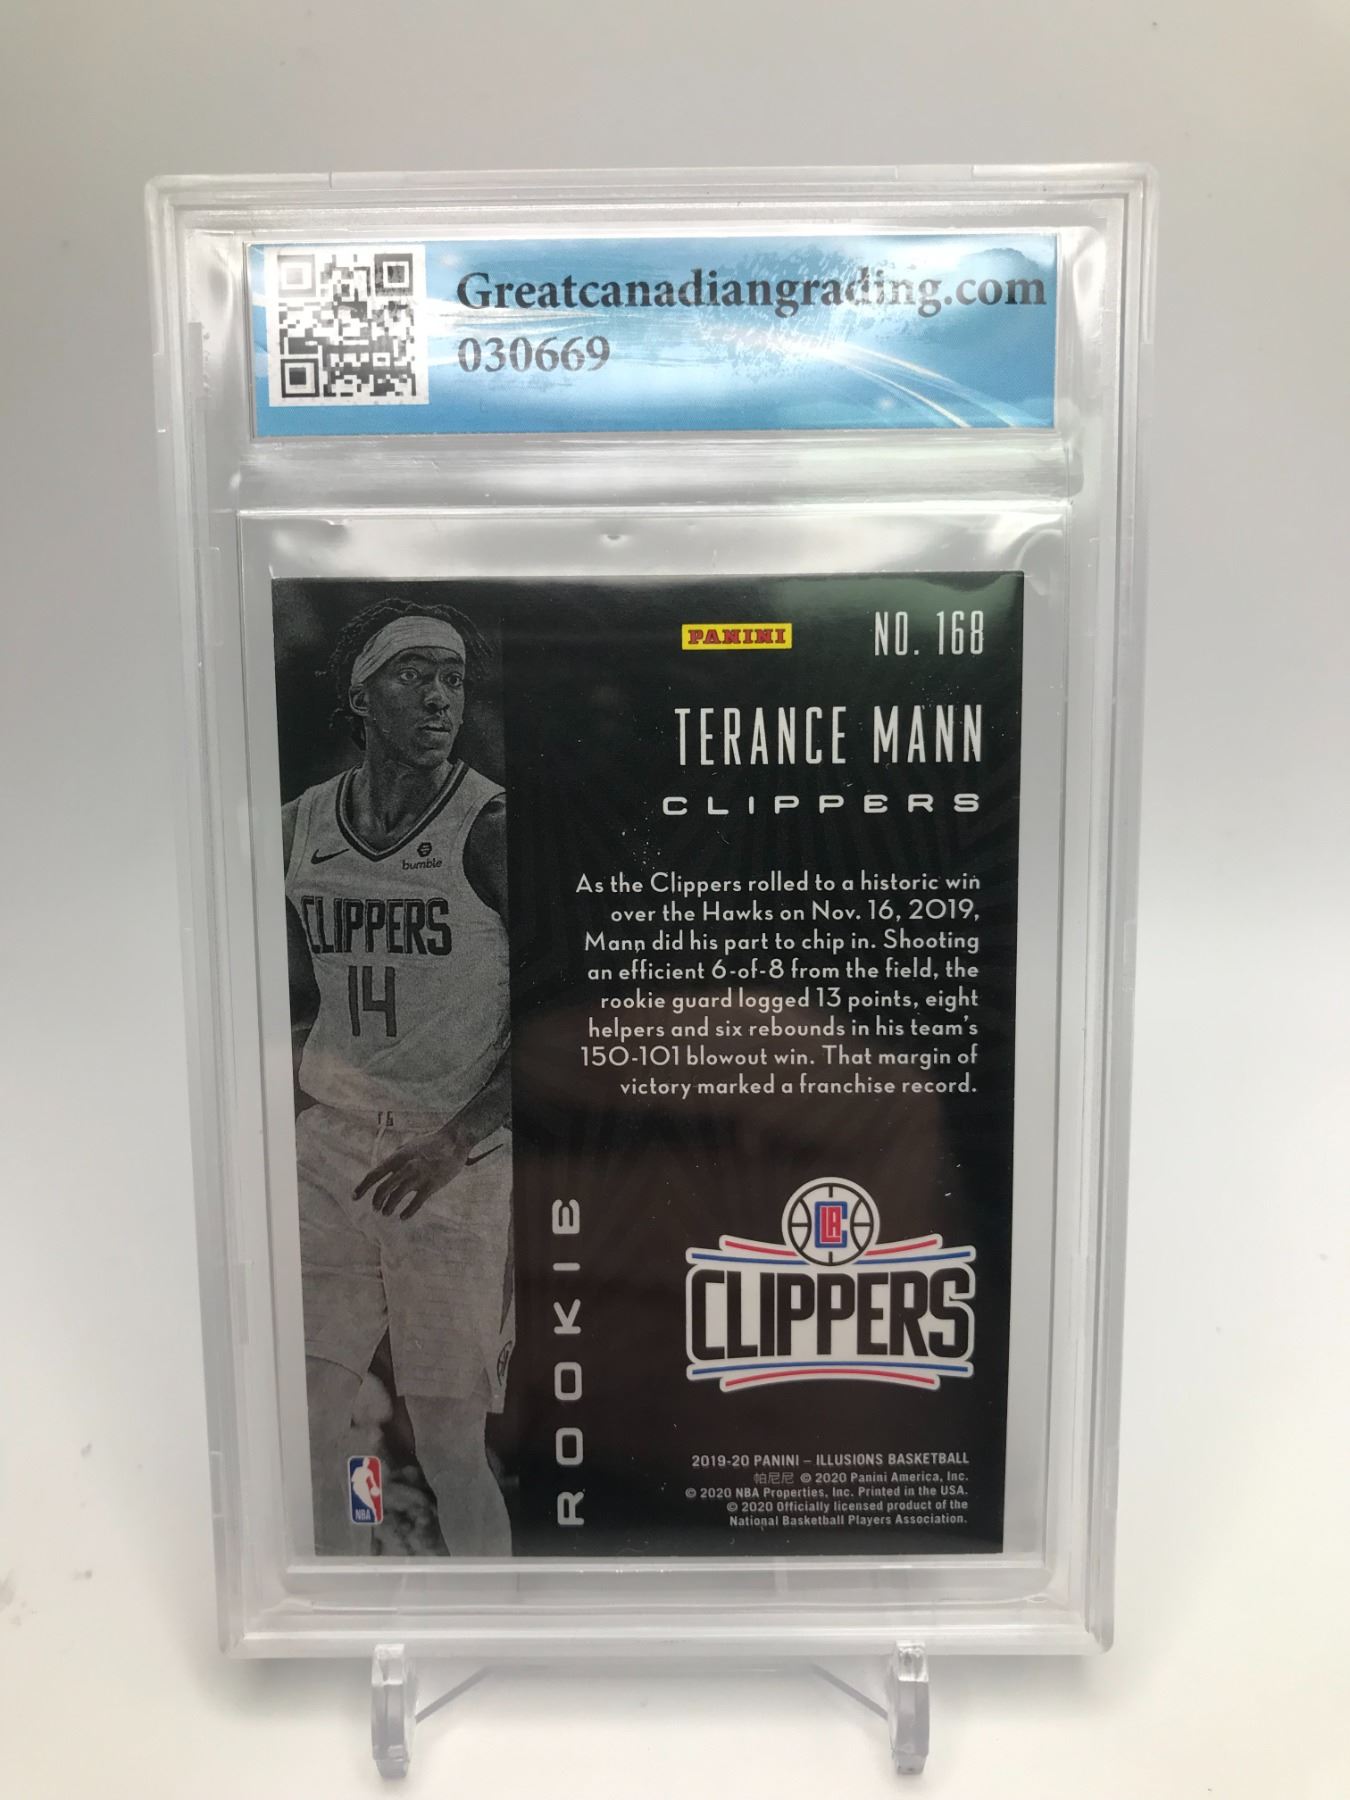 Greatcanadiangrading.com
030669
PANINI
NO. 168
TERANCE MANN
CLIPPERS
As the Clippers rolled to a historic win
over the Hawks on Nov. 16, 2019,
Mann did his part to chip in. Shooting
an efficient 6-of-8 from the field, the
rookie guard logged 13 points, eight
helpers and six rebounds in his team's
150-101 blowout win. That margin of
victory marked a franchise record.
bumble
CLIPPERS
14
ROOKIE
LAC
CLIPPERS
NBA
2019-20 PANINI – ILLUSIONS BASKETBALL
帕尼尼 © 2020 Panini America, Inc.
© 2020 NBA Properties, Inc. Printed in the USA.
© 2020 Officially licensed product of the
National Basketball Players Association.